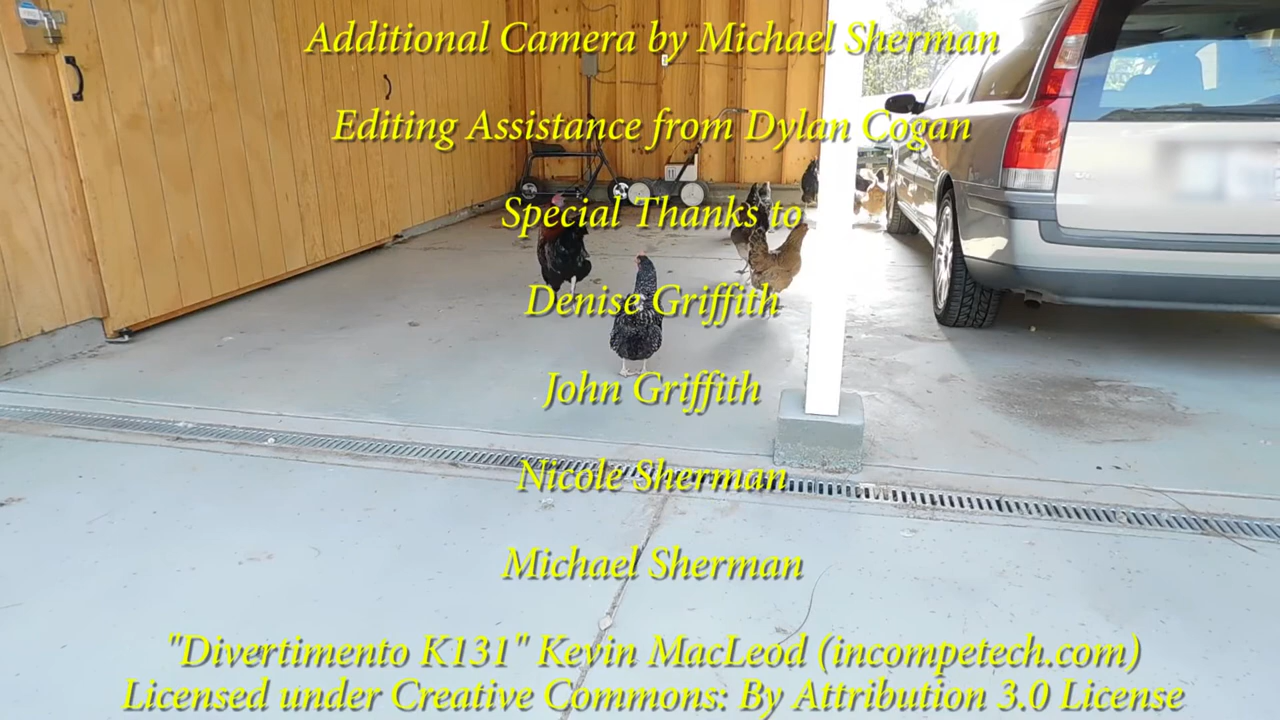 Additional Camera by Michael Sherman
Editing Assistance from Dylan Cogan
Special Thanks to
Denise Griffith
John Griffith
Nicole Sherman
Michael Sherman
"Divertimento K131" Kevin MacLeod (incompetech.com)
Licensed under Creative Commons: By Attribution 3.0 License